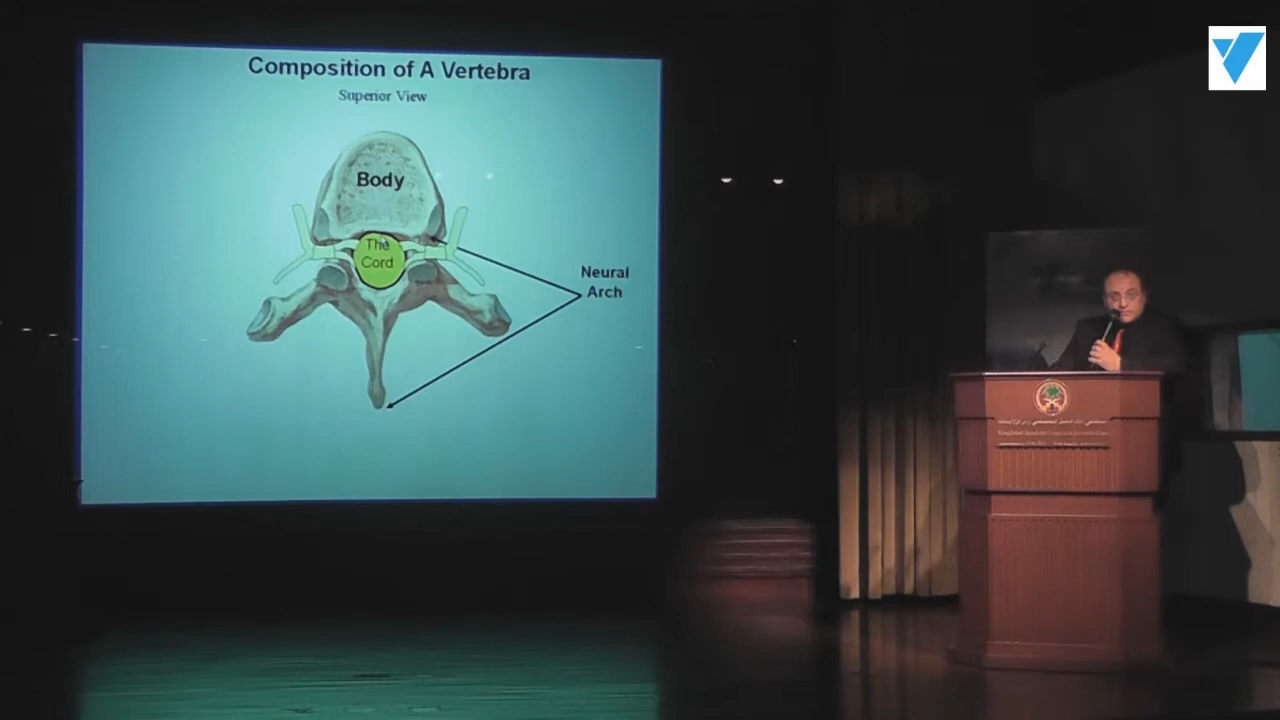 Composition of A Vertebra
Superior View
Body
The
Cord
Neural
Arch